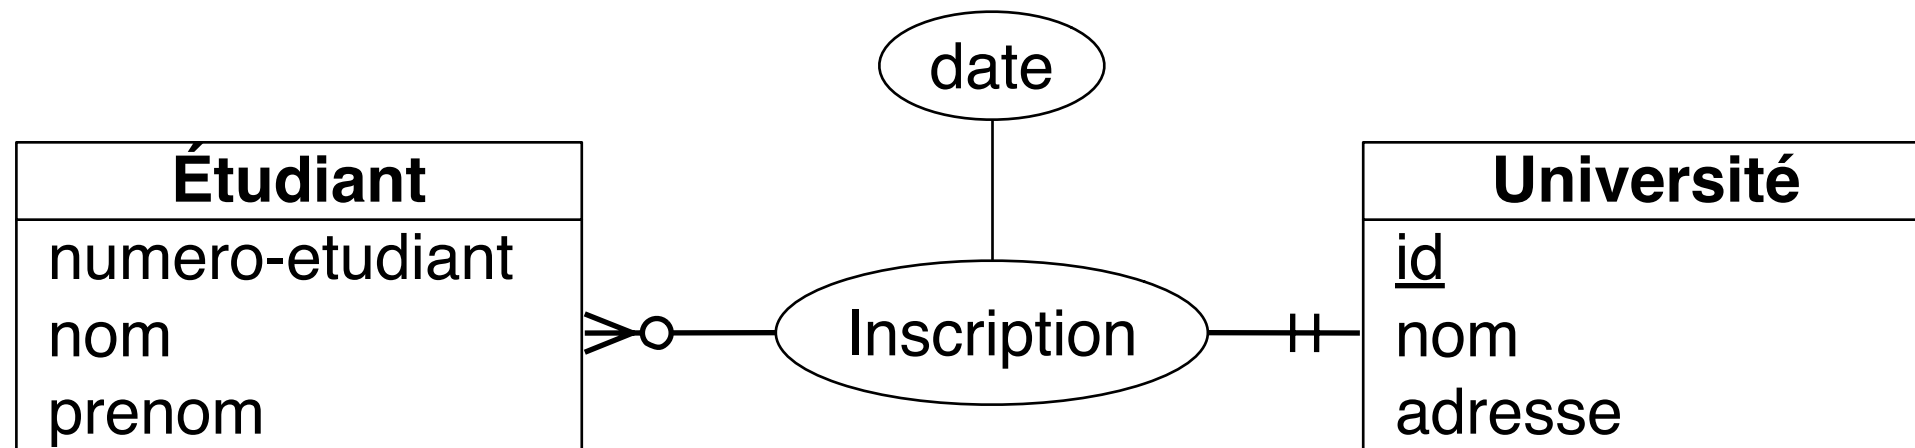 date
Étudiant
numero-etudiant
nom
prenom
Inscription
Université
id
nom
adresse